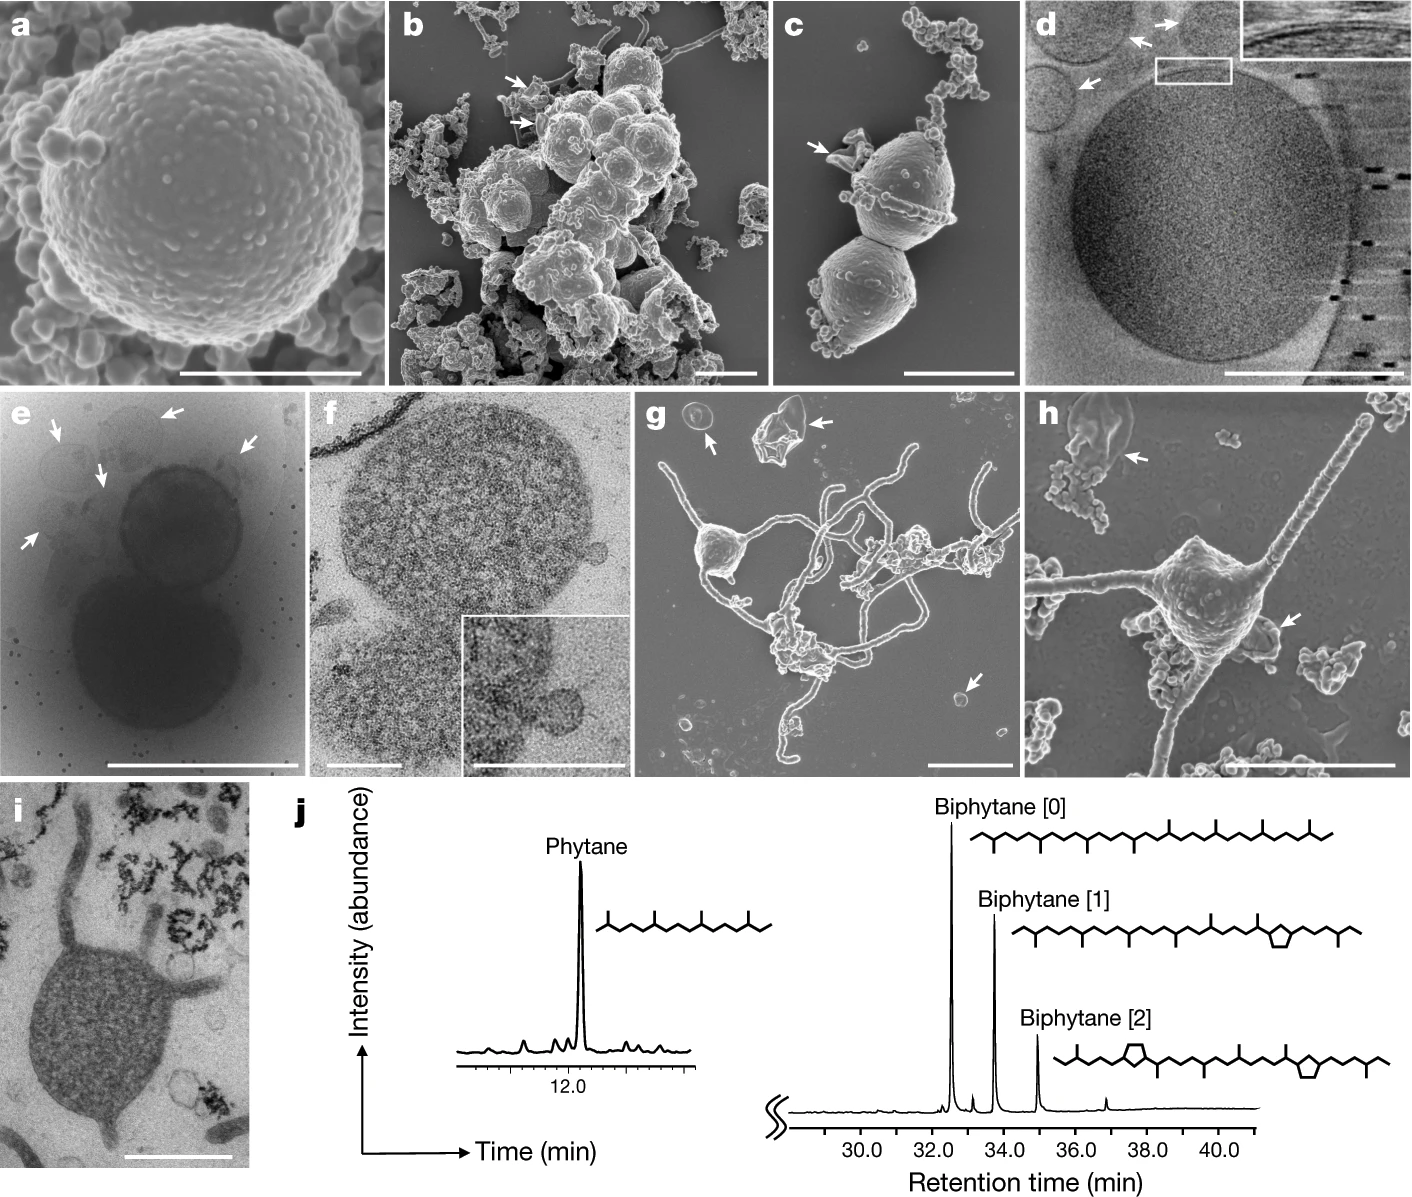 a
b
c
d
e
f
g
h
i
j
Intensity (abundance)
Phytane
12.0
Time (min)
Biphytane [0]
Biphytane [1]
Biphytane [2]
30.0 32.0 34.0 36.0 38.0 40.0
Retention time (min)